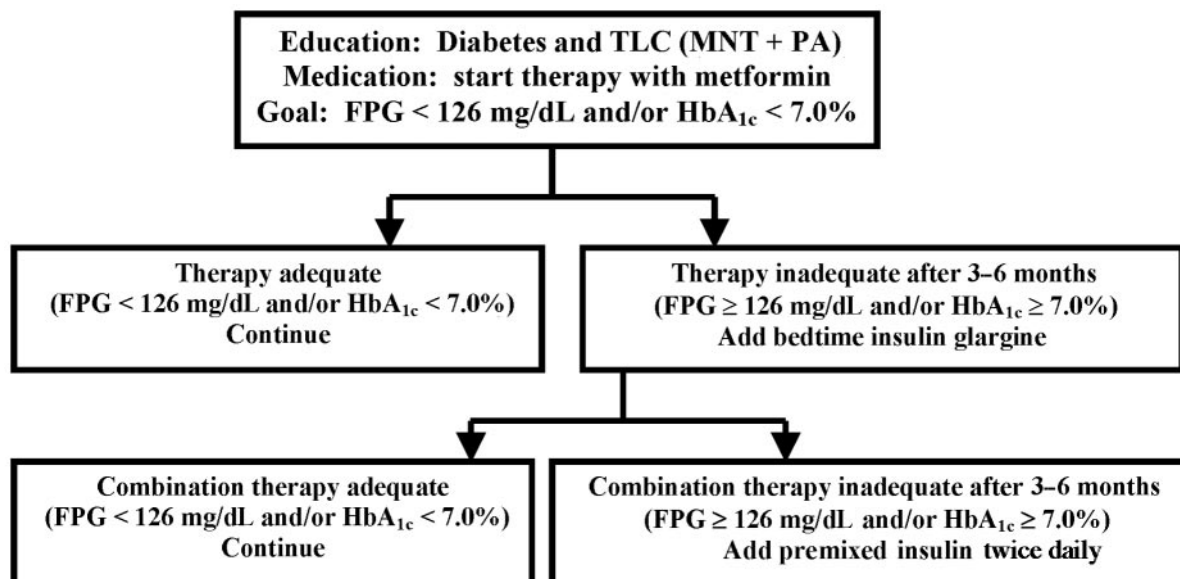 Education: Diabetes and TLC (MNT + PA)
Medication: start therapy with metformin
Goal: FPG < 126 mg/dL and/or HbA1c < 7.0%
Therapy adequate
(FPG < 126 mg/dL and/or HbA1c < 7.0%)
Continue
Therapy inadequate after 3–6 months
(FPG ≥ 126 mg/dL and/or HbA1c ≥ 7.0%)
Add bedtime insulin glargine
Combination therapy adequate
(FPG < 126 mg/dL and/or HbA1c < 7.0%)
Continue
Combination therapy inadequate after 3–6 months
(FPG ≥ 126 mg/dL and/or HbA1c ≥ 7.0%)
Add premixed insulin twice daily